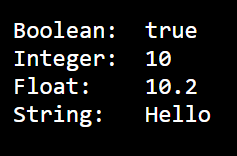 Boolean:  true
Integer:  10
Float:    10.2
String:   Hello